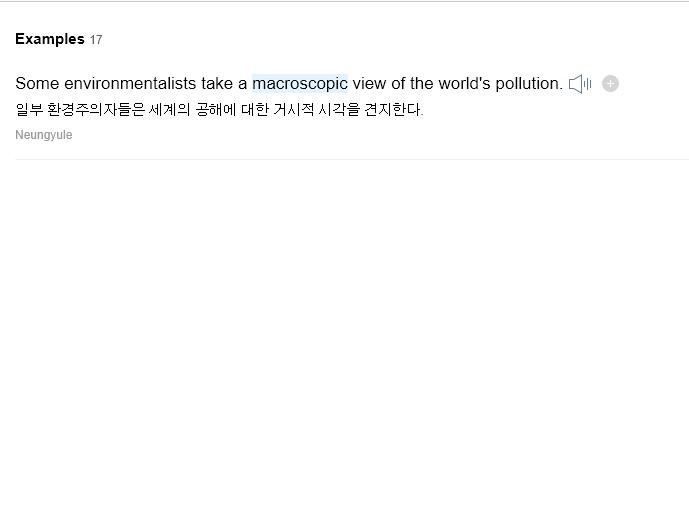 Examples 17
Some environmentalists take a macroscopic view of the world's pollution.
일부 환경주의자들은 세계의 공해에 대한 거시적 시각을 견지한다.
Neungyule